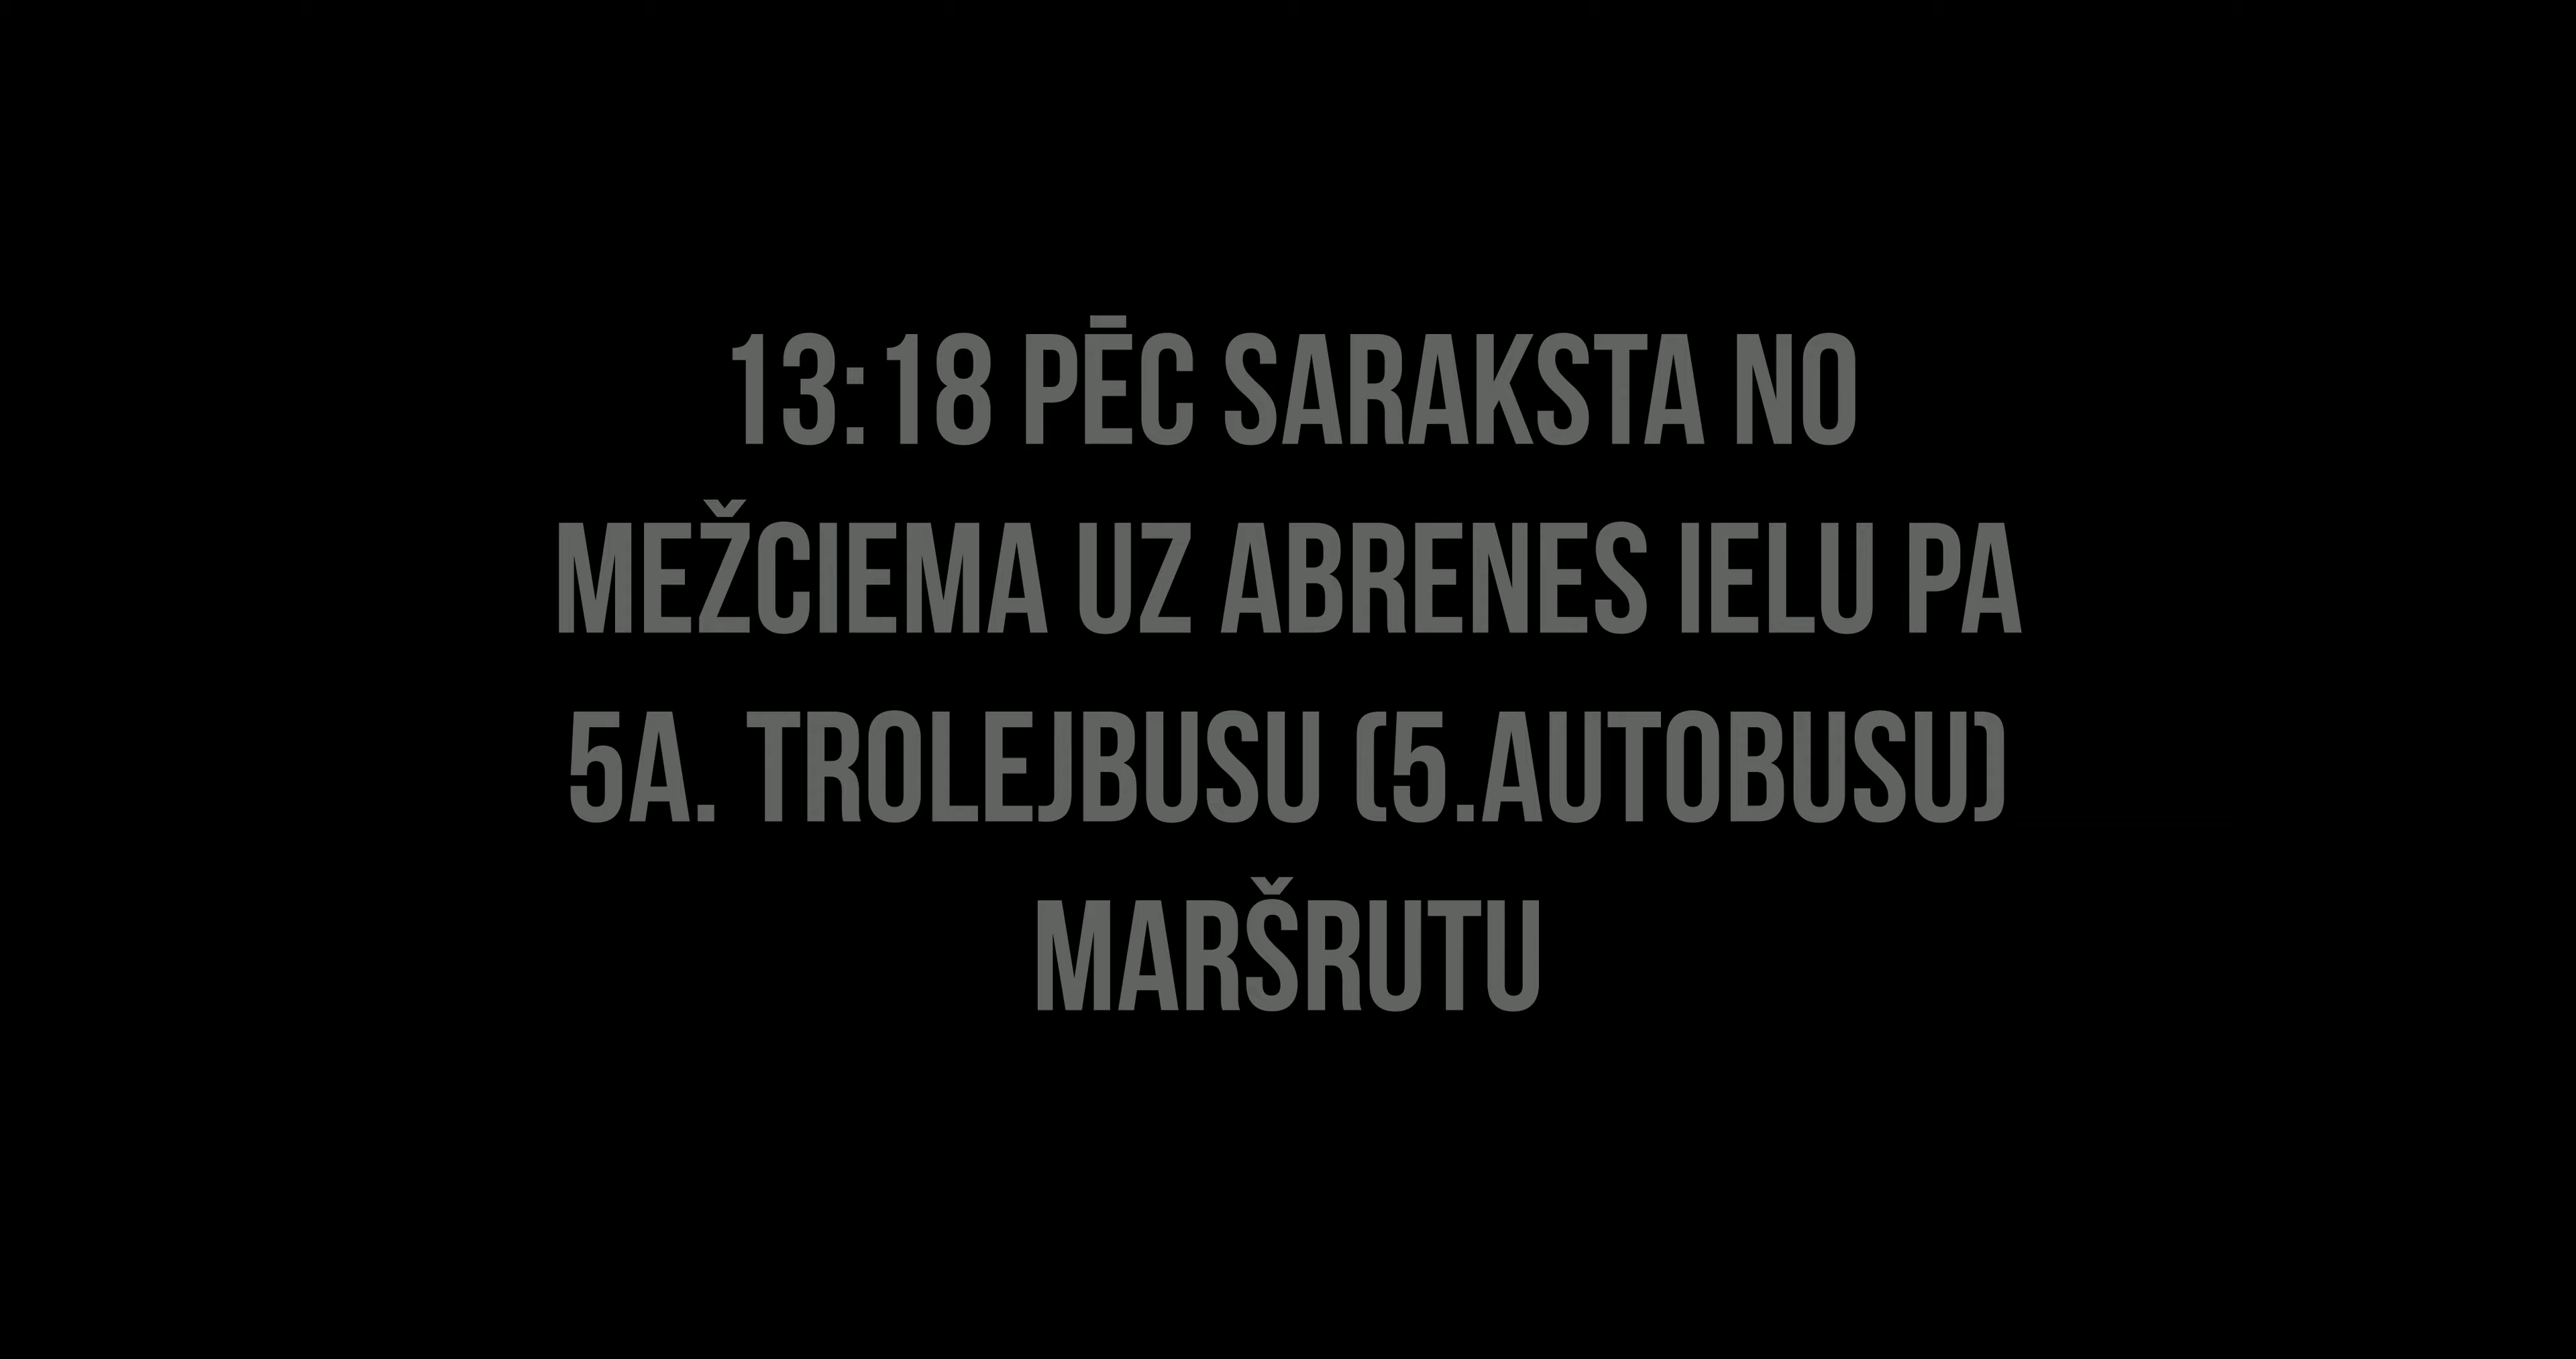 13:18 PĒC SARAKSTA NO
MEŽCIEMA UZ ABRENES IELU PA
5A. TROLEJBUSU (5.AUTOBUSU)
MARŠRUTU